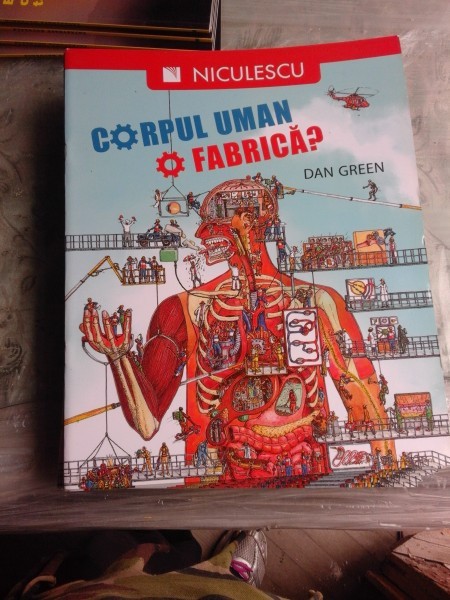 NICULESCU
CORPUL UMAN
O FABRICĂ?
DAN GREEN